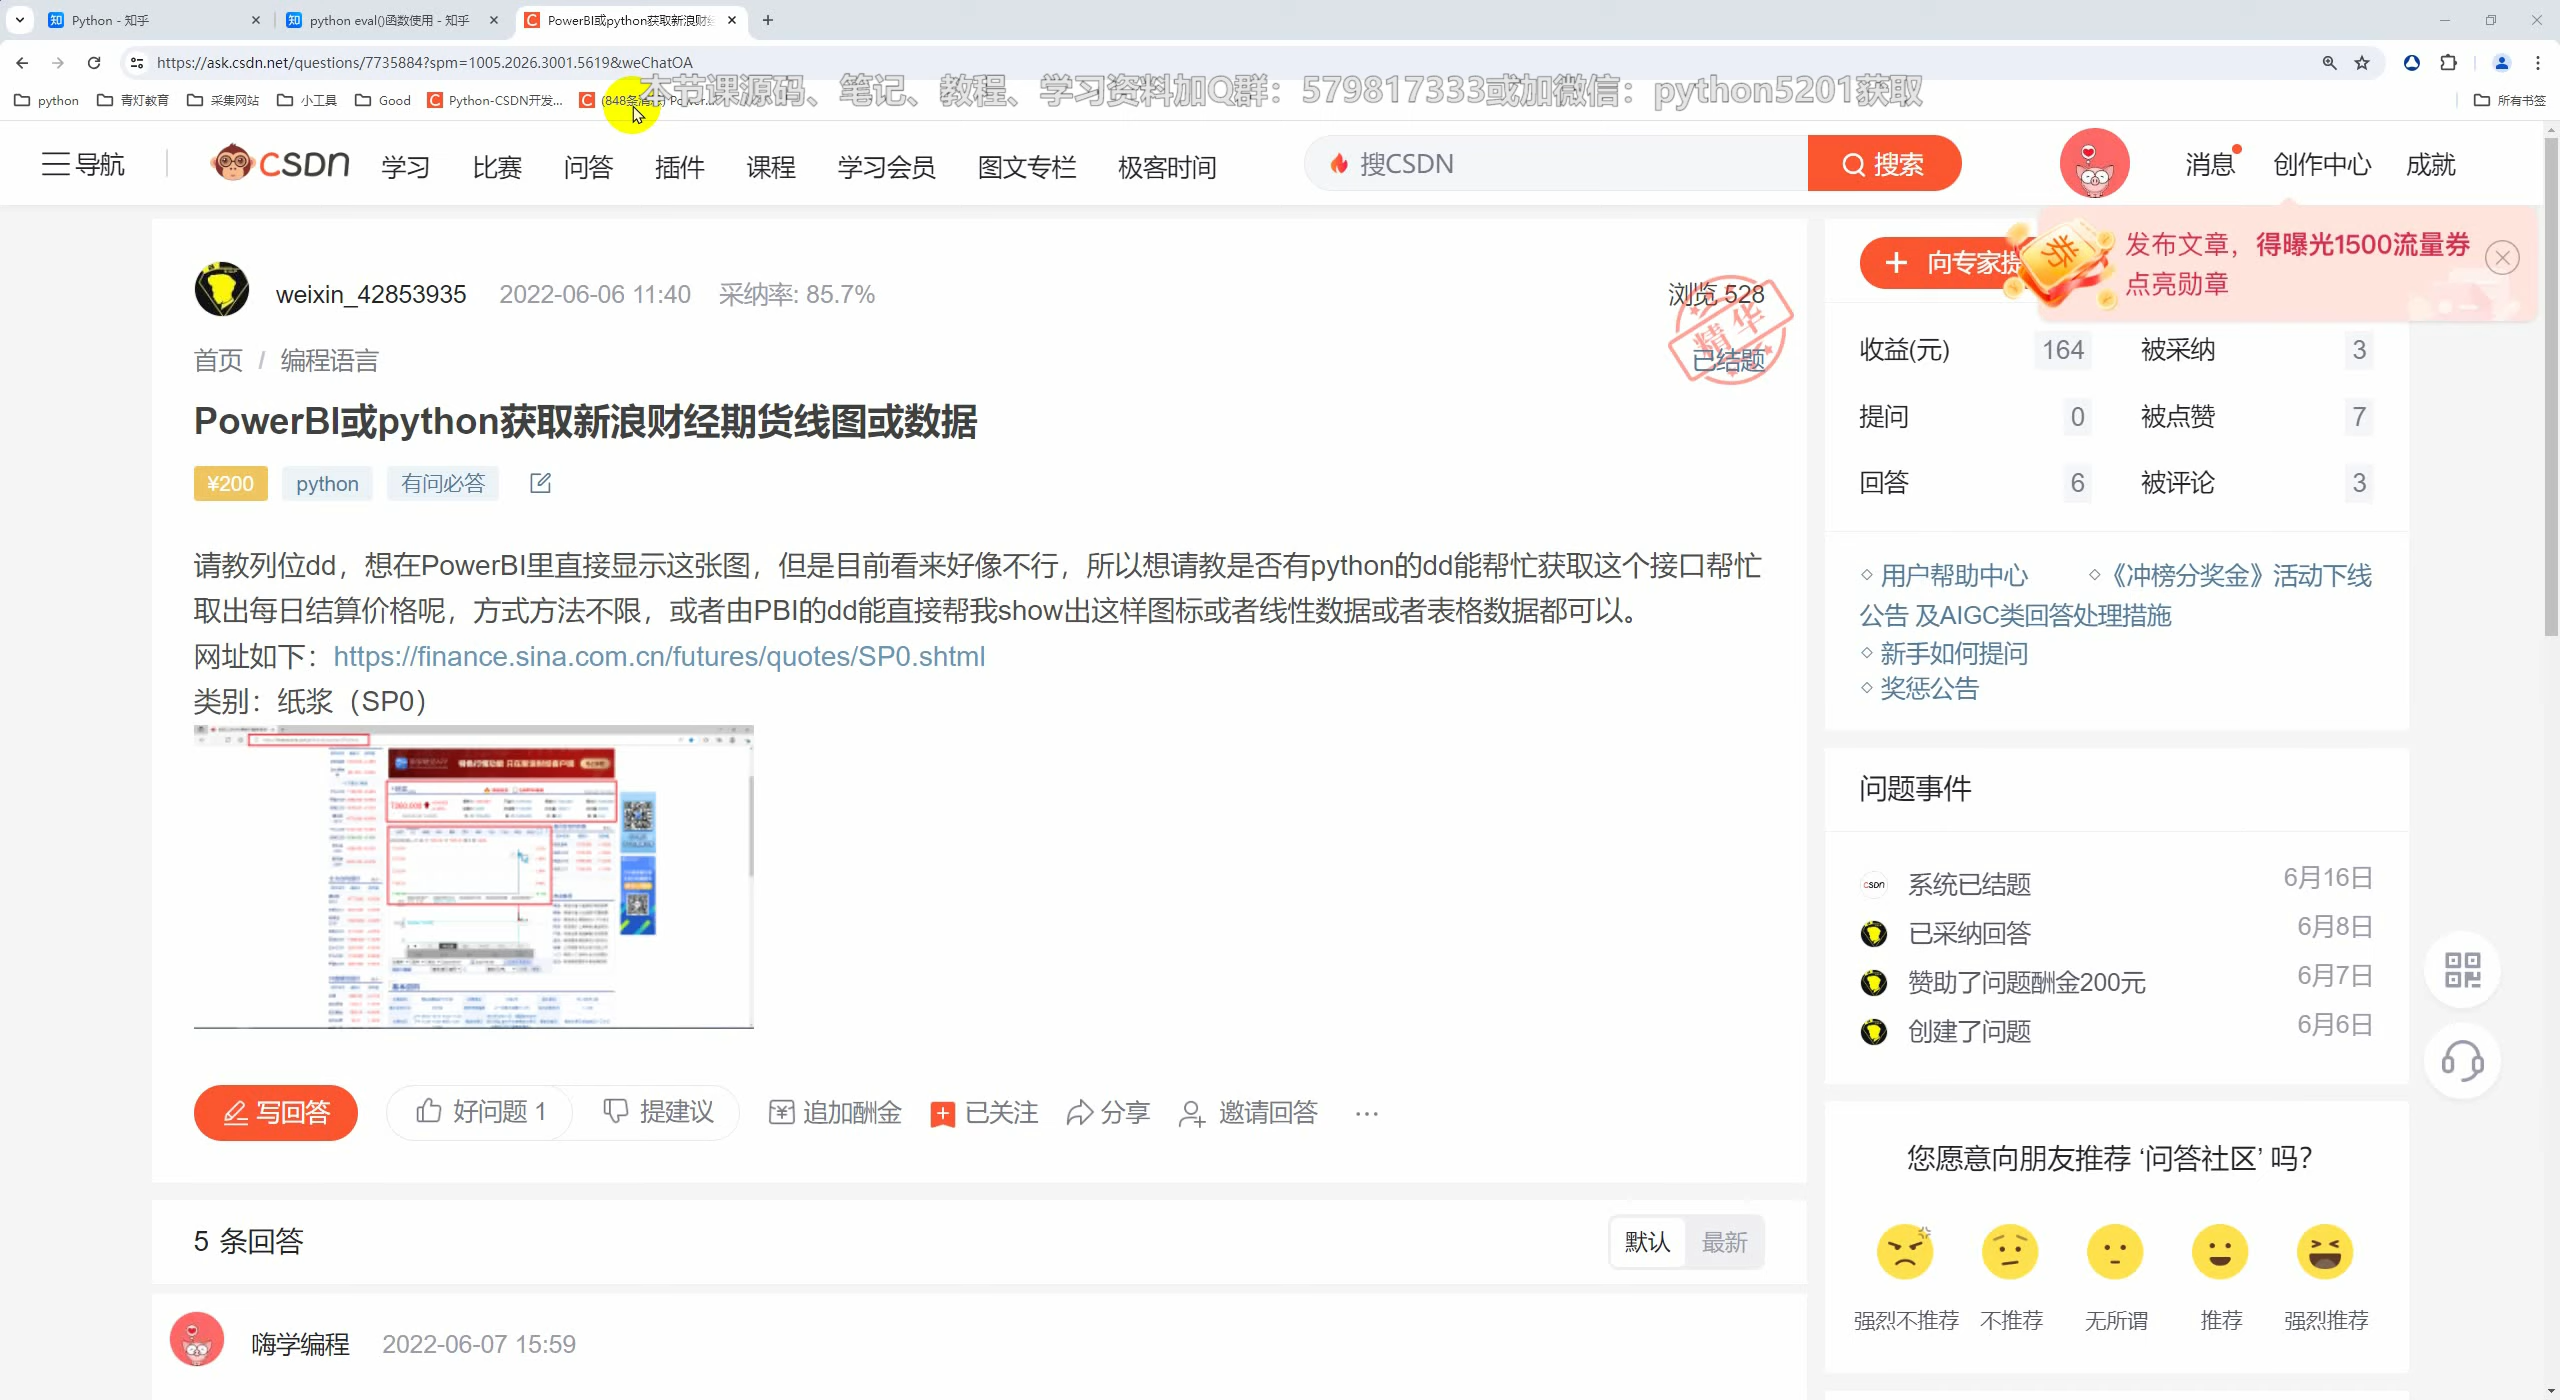 Python - 知乎
python eval()函数使用 - 知乎
PowerBI或python获取新浪财经
https://ask.csdn.net/questions/7735884?spm=1005.2026.3001.5619&weChatOA
本节课源码、笔记、教程、学习资料加Q群：579817333或加微信：python5201获取
python
青灯教育
采集网站
小工具
Good
Python-CSDN开发...
所有书签
导航
CSDN
学习
比赛
问答
插件
课程
学习会员
图文专栏
极客时间
搜CSDN
搜索
消息
创作中心
成就
券
发布文章，得曝光1500流量券
点亮勋章
weixin_42853935
2022-06-06 11:40
采纳率: 85.7%
浏览 528
精华
已结题
首页 / 编程语言
PowerBI或python获取新浪财经期货线图或数据
¥200
python
有问必答
请教列位dd，想在PowerBI里直接显示这张图，但是目前看来好像不行，所以想请教是否有python的dd能帮忙获取这个接口帮忙
取出每日结算价格呢，方式方法不限，或者由PBI的dd能直接帮我show出这样图标或者线性数据或者表格数据都可以。
网址如下：https://finance.sina.com.cn/futures/quotes/SP0.shtml
类别：纸浆（SP0）
写回答
好问题 1
提建议
追加酬金
已关注
分享
邀请回答
···
5 条回答
默认
最新
嗨学编程
2022-06-07 15:59
向专家提
收益(元) 164
被采纳 3
提问 0
被点赞 7
回答 6
被评论 3
◇ 用户帮助中心
◇《冲榜分奖金》活动下线
公告 及AIGC类回答处理措施
◇ 新手如何提问
◇ 奖惩公告
问题事件
CSDN 系统已结题 6月16日
已采纳回答 6月8日
赞助了问题酬金200元 6月7日
创建了问题 6月6日
您愿意向朋友推荐 ‘问答社区’ 吗？
强烈不推荐
不推荐
无所谓
推荐
强烈推荐